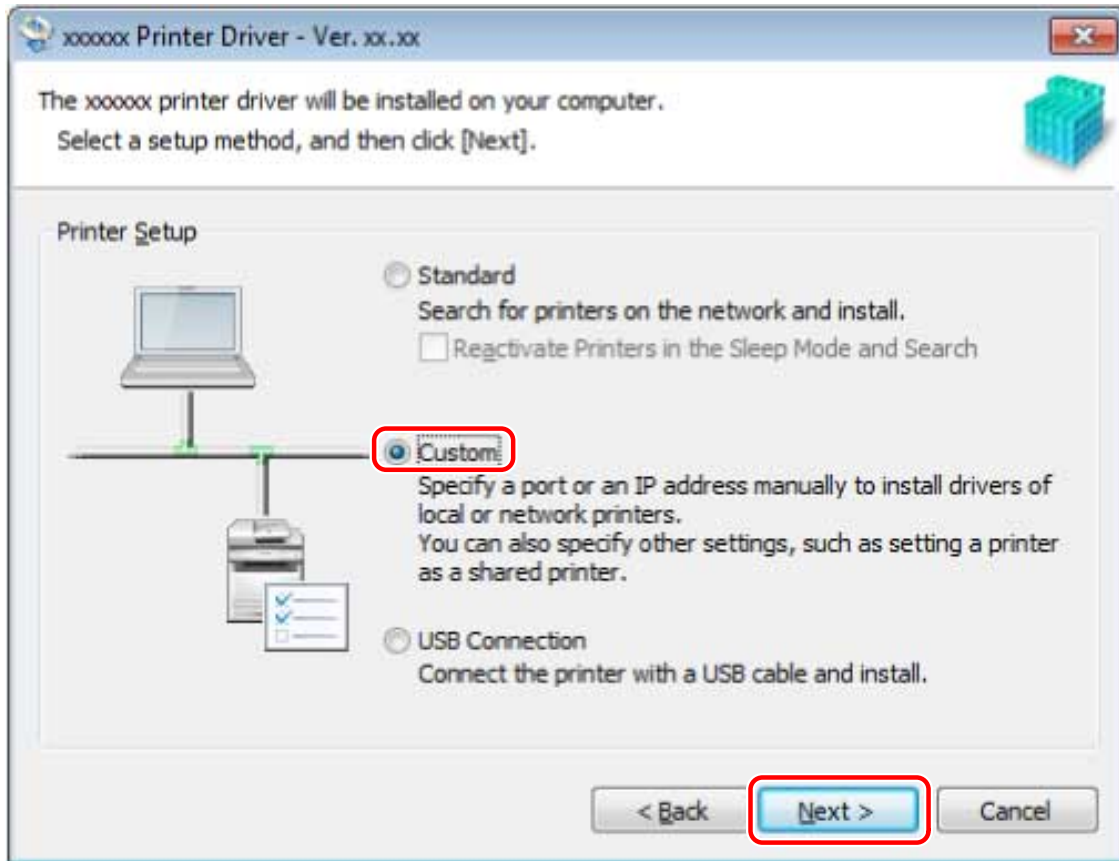 xxxxxx Printer Driver - Ver. xx.xx
The xxxxxx printer driver will be installed on your computer.
Select a setup method, and then click [Next].
Printer Setup
Standard
Search for printers on the network and install.
Reactivate Printers in the Sleep Mode and Search
Custom
Specify a port or an IP address manually to install drivers of
local or network printers.
You can also specify other settings, such as setting a printer
as a shared printer.
USB Connection
Connect the printer with a USB cable and install.
< Back
Next >
Cancel